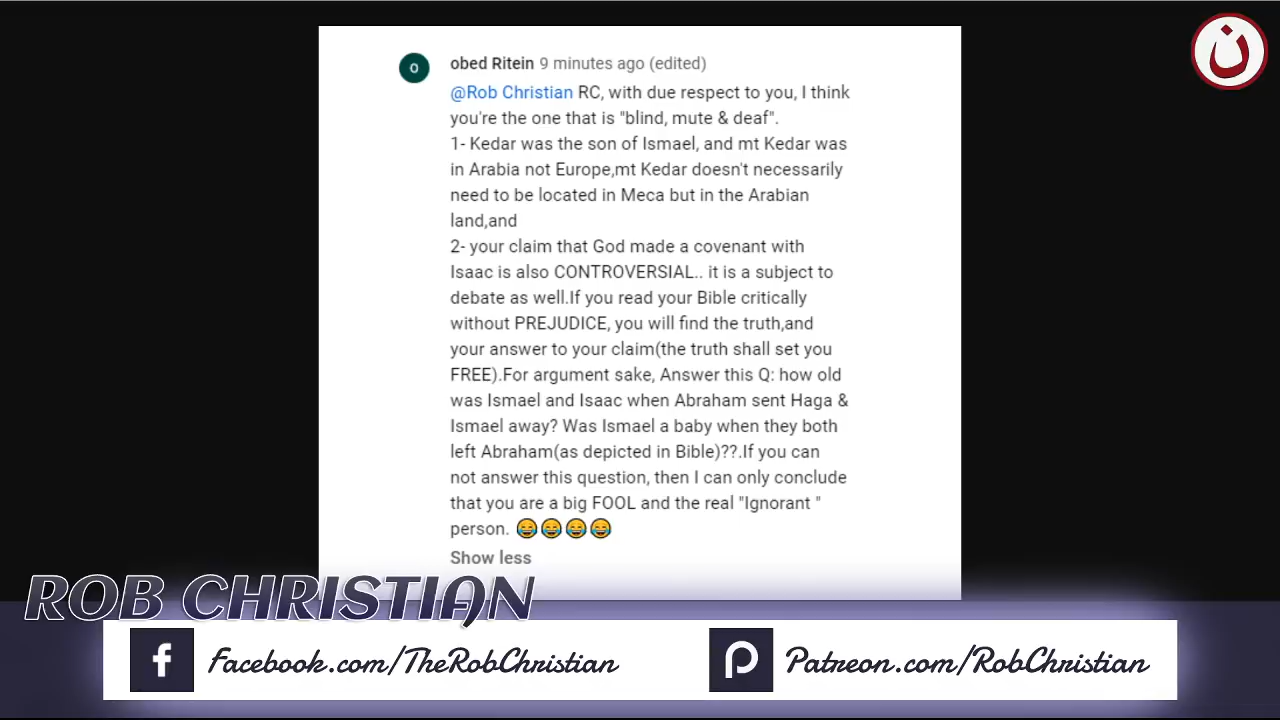 ن
O
obed Ritein 9 minutes ago (edited)
@Rob Christian RC, with due respect to you, I think
you're the one that is "blind, mute & deaf".
1- Kedar was the son of Ismael, and mt Kedar was
in Arabia not Europe,mt Kedar doesn't necessarily
need to be located in Meca but in the Arabian
land,and
2- your claim that God made a covenant with
Isaac is also CONTROVERSIAL.. it is a subject to
debate as well.If you read your Bible critically
without PREJUDICE, you will find the truth,and
your answer to your claim(the truth shall set you
FREE).For argument sake, Answer this Q: how old
was Ismael and Isaac when Abraham sent Haga &
Ismael away? Was Ismael a baby when they both
left Abraham(as depicted in Bible)??.If you can
not answer this question, then I can only conclude
that you are a big FOOL and the real "Ignorant "
person. 😂😂😂😂
Show less
ROB CHRISTIAN
Facebook.com/TheRobChristian
Patreon.com/RobChristian